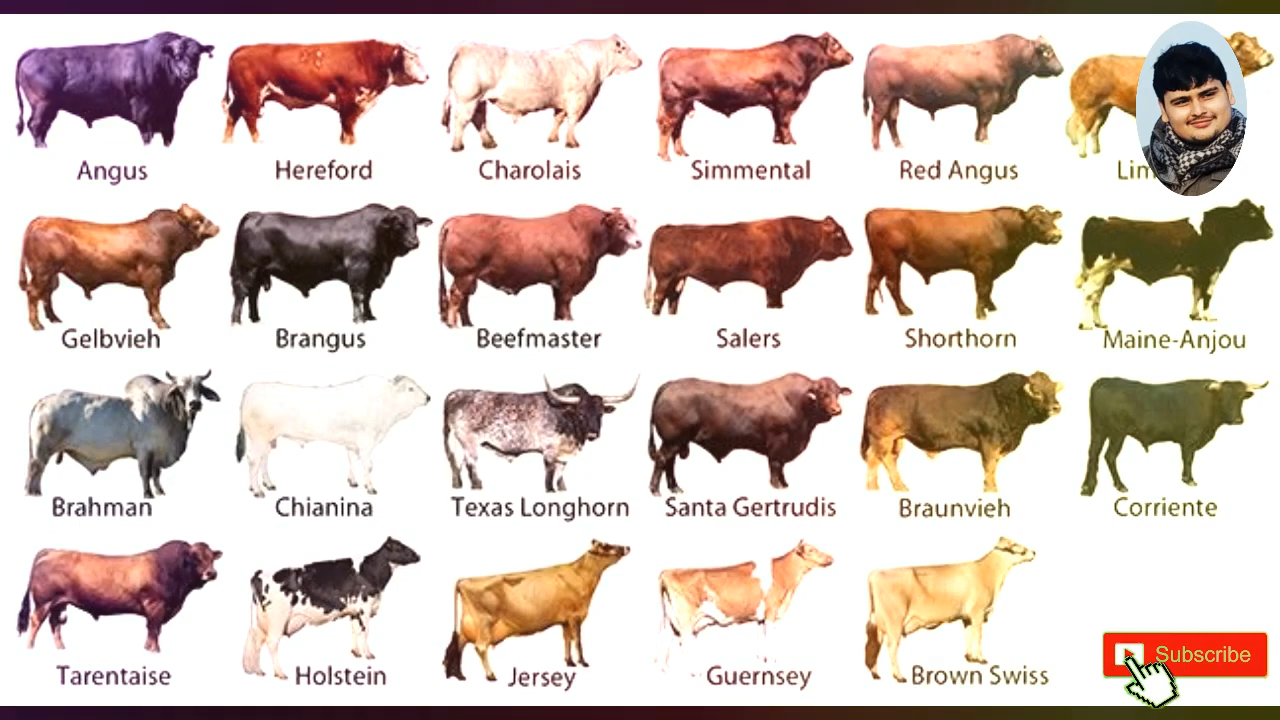 Angus Hereford Charolais Simmental Red Angus Lim
Gelbvieh Brangus Beefmaster Salers Shorthorn Maine-Anjou
Brahman Chianina Texas Longhorn Santa Gertrudis Braunvieh Corriente
Tarentaise Holstein Jersey Guernsey Brown Swiss
Subscribe